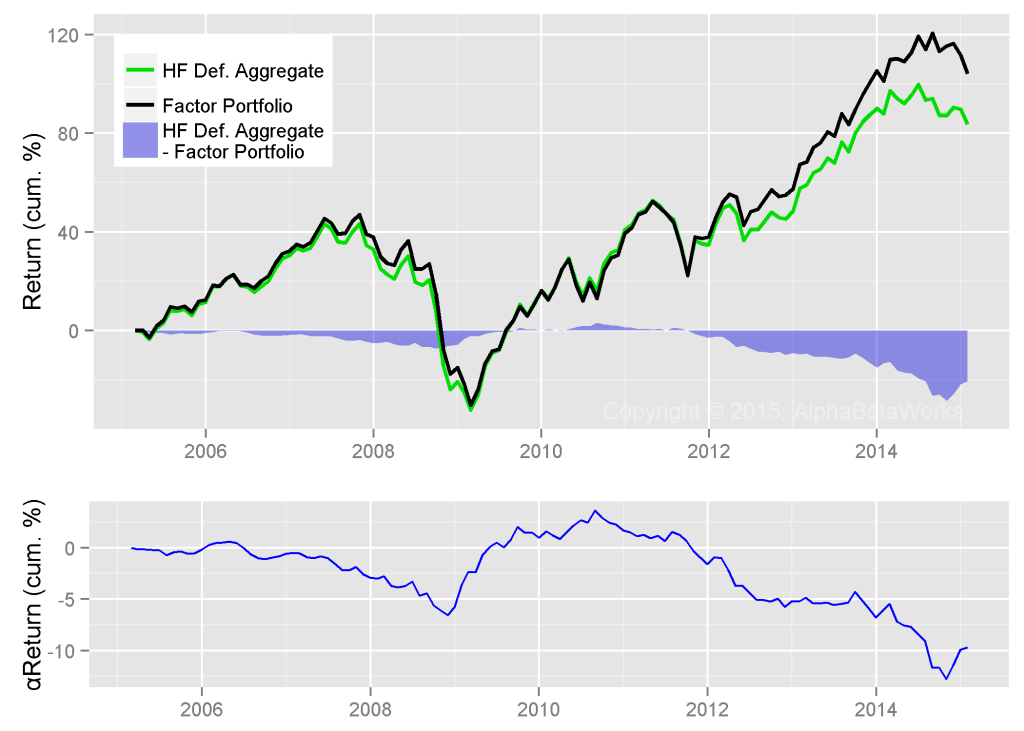 Return (cum. %)
120
80
40
0
HF Def. Aggregate
Factor Portfolio
HF Def. Aggregate
- Factor Portfolio
Copyright © 2015, AlphaBetaWorks
2006 2008 2010 2012 2014
αReturn (cum. %)
0
-5
-10
2006 2008 2010 2012 2014